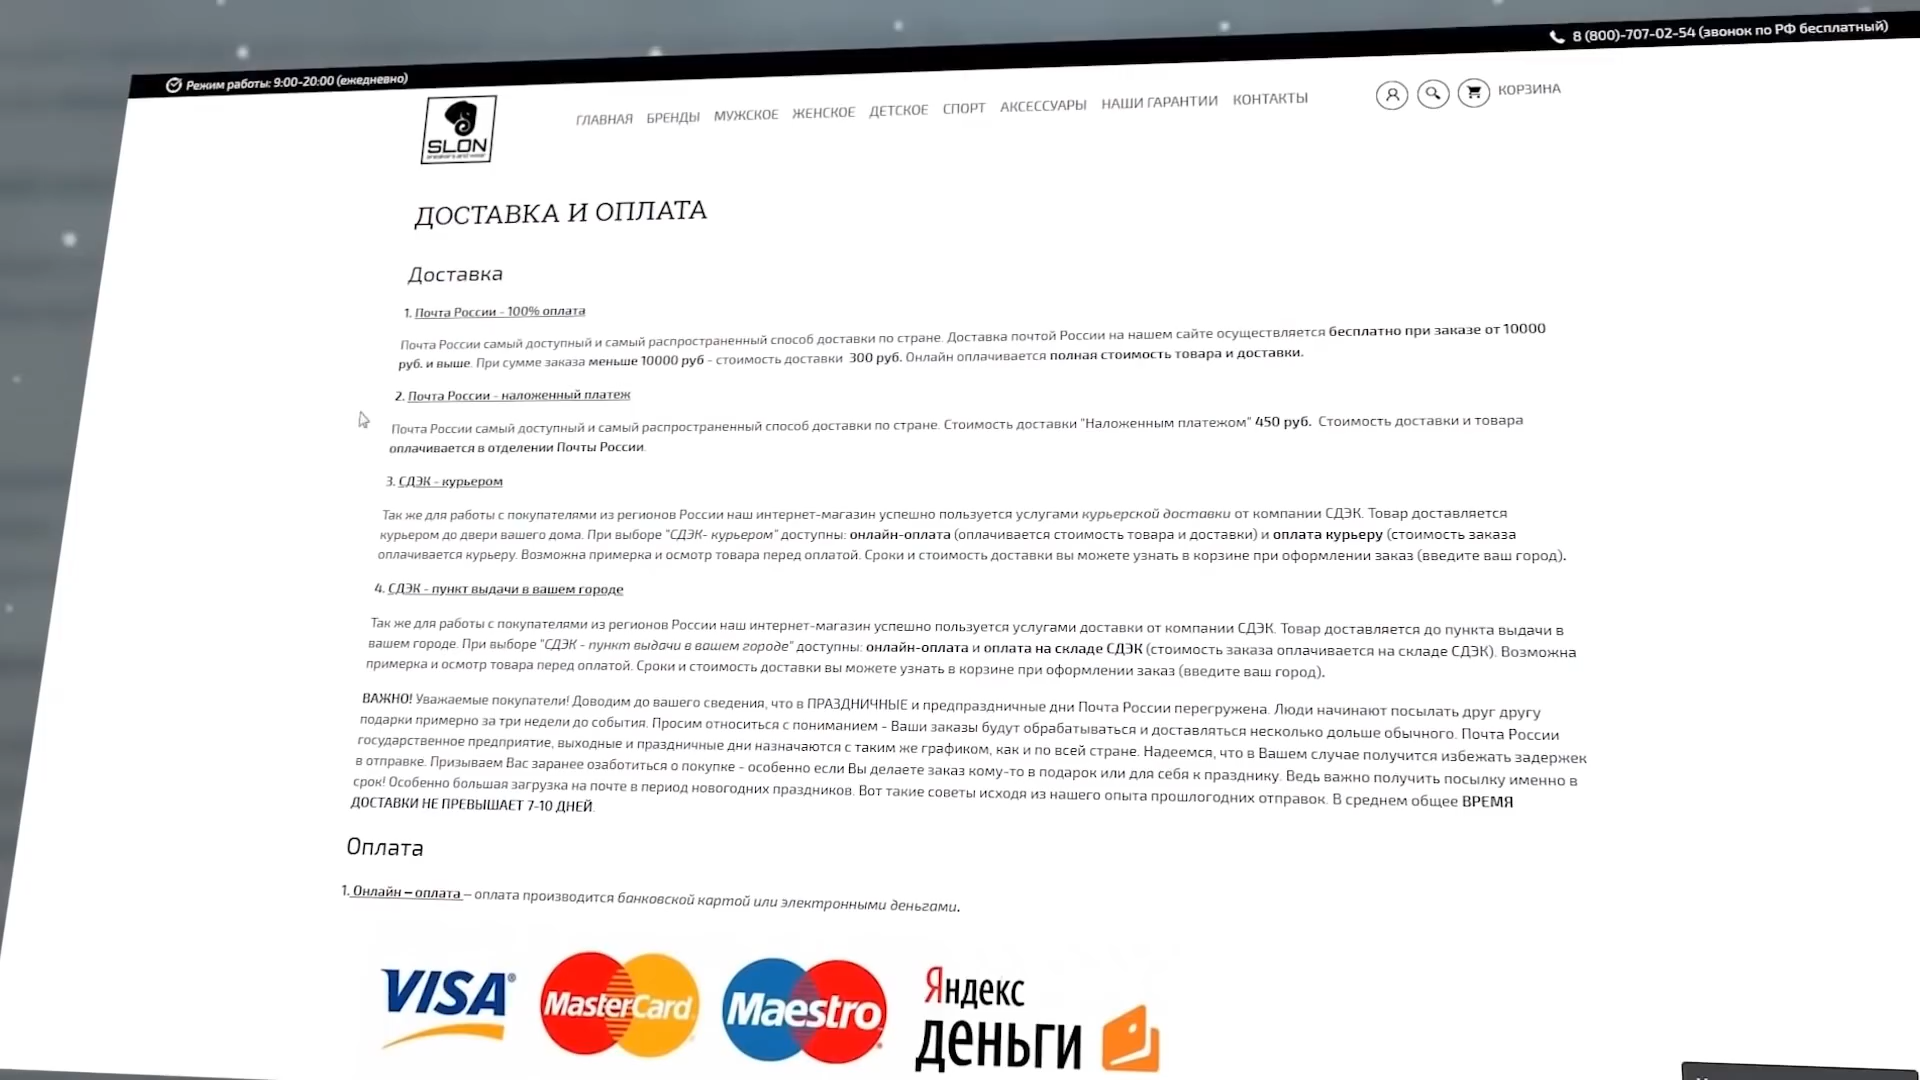 Режим работы: 9:00-20:00 (ежедневно)
8 (800)-707-02-54 (звонок по РФ бесплатный)
SLON
ГЛАВНАЯ БРЕНДЫ МУЖСКОЕ ЖЕНСКОЕ ДЕТСКОЕ СПОРТ АКСЕССУАРЫ НАШИ ГАРАНТИИ КОНТАКТЫ
КОРЗИНА
ДОСТАВКА И ОПЛАТА
Доставка
1. Почта России - 100% оплата
Почта России самый доступный и самый распространенный способ доставки по стране. Доставка почтой России на нашем сайте осуществляется бесплатно при заказе от 10000
руб. и выше. При сумме заказа меньше 10000 руб - стоимость доставки 300 руб. Онлайн оплачивается полная стоимость товара и доставки.
2. Почта России - наложенный платеж
Почта России самый доступный и самый распространенный способ доставки по стране. Стоимость доставки "Наложенным платежом" 450 руб. Стоимость доставки и товара
оплачивается в отделении Почты России.
3. СДЭК - курьером
Так же для работы с покупателями из регионов России наш интернет-магазин успешно пользуется услугами курьерской доставки от компании СДЭК. Товар доставляется
курьером до двери вашего дома. При выборе "СДЭК- курьером" доступны: онлайн-оплата (оплачивается стоимость товара и доставки) и оплата курьеру (стоимость заказа
оплачивается курьеру. Возможна примерка и осмотр товара перед оплатой. Сроки и стоимость доставки вы можете узнать в корзине при оформлении заказ (введите ваш город).
4. СДЭК - пункт выдачи в вашем городе
Так же для работы с покупателями из регионов России наш интернет-магазин успешно пользуется услугами доставки от компании СДЭК. Товар доставляется до пункта выдачи в
вашем городе. При выборе "СДЭК - пункт выдачи в вашем городе" доступны: онлайн-оплата и оплата на складе СДЭК (стоимость заказа оплачивается на складе СДЭК). Возможна
примерка и осмотр товара перед оплатой. Сроки и стоимость доставки вы можете узнать в корзине при оформлении заказ (введите ваш город).
ВАЖНО! Уважаемые покупатели! Доводим до вашего сведения, что в ПРАЗДНИЧНЫЕ и предпраздничные дни Почта России перегружена. Люди начинают посылать друг другу
подарки примерно за три недели до события. Просим относиться с пониманием - Ваши заказы будут обрабатываться и доставляться несколько дольше обычного. Почта России
государственное предприятие, выходные и праздничные дни назначаются с таким же графиком, как и по всей стране. Надеемся, что в Вашем случае получится избежать задержек
в отправке. Призываем Вас заранее озаботиться о покупке - особенно если Вы делаете заказ кому-то в подарок или для себя к празднику. Ведь важно получить посылку именно в
срок! Особенно большая загрузка на почте в период новогодних праздников. Вот такие советы исходя из нашего опыта прошлогодних отправок. В среднем общее ВРЕМЯ
ДОСТАВКИ НЕ ПРЕВЫШАЕТ 7-10 ДНЕЙ.
Оплата
1. Онлайн – оплата – оплата производится банковской картой или электронными деньгами.
VISA MasterCard Maestro Яндекс деньги